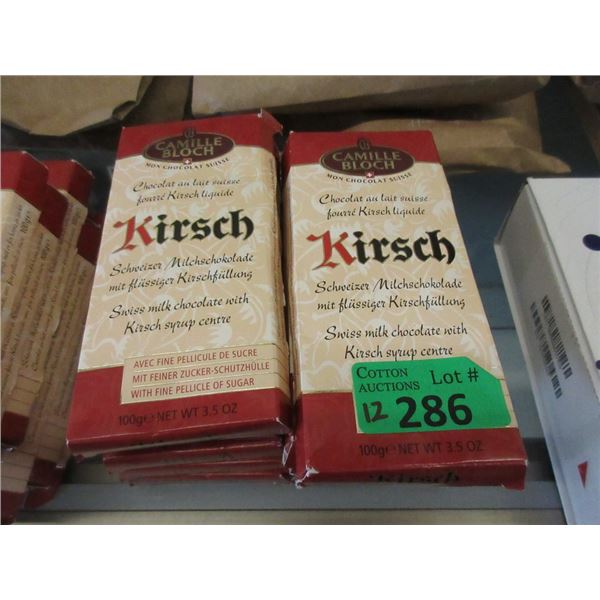 CAMILLE
BLOCH
MON CHOCOLAT SUISSE
Chocolat au lait suisse
fourré Kirsch liquide
Kirsch
Schweizer Milchschokolade
mit flüssiger Kirschfüllung
Swiss milk chocolate with
Kirsch syrup centre
AVEC FINE PELLICULE DE SUCRE
MIT FEINER ZUCKER-SCHUTZHÜLLE
WITH FINE PELLICLE OF SUGAR
100g e NET WT 3.5 OZ
CAMILLE
BLOCH
MON CHOCOLAT SUISSE
Chocolat au lait suisse
fourré Kirsch liquide
Kirsch
Schweizer Milchschokolade
mit flüssiger Kirschfüllung
Swiss milk chocolate with
Kirsch syrup centre
COTTON
AUCTIONS
Lot #
12 286
100g e NET WT 3.5 OZ